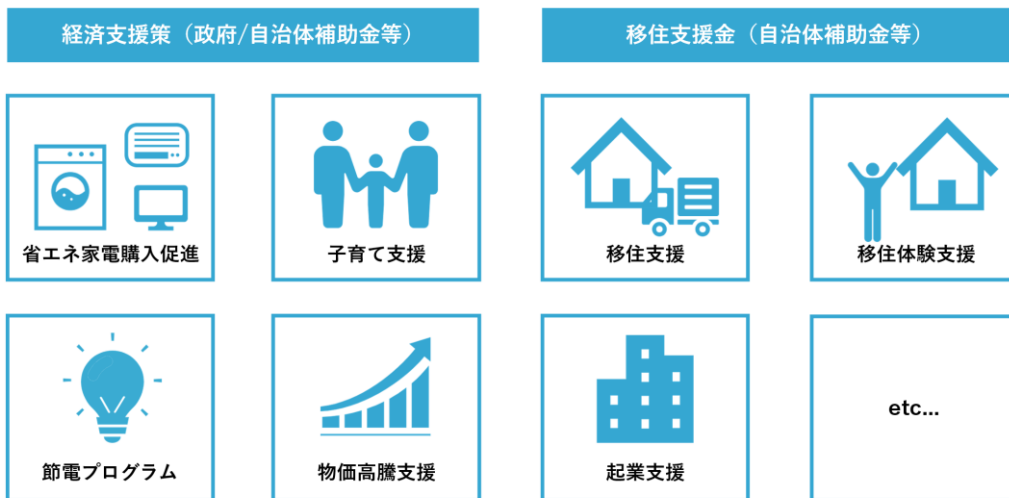 経済支援策（政府/自治体補助金等）
移住支援金（自治体補助金等）
省エネ家電購入促進
子育て支援
移住支援
移住体験支援
節電プログラム
物価高騰支援
起業支援
etc...